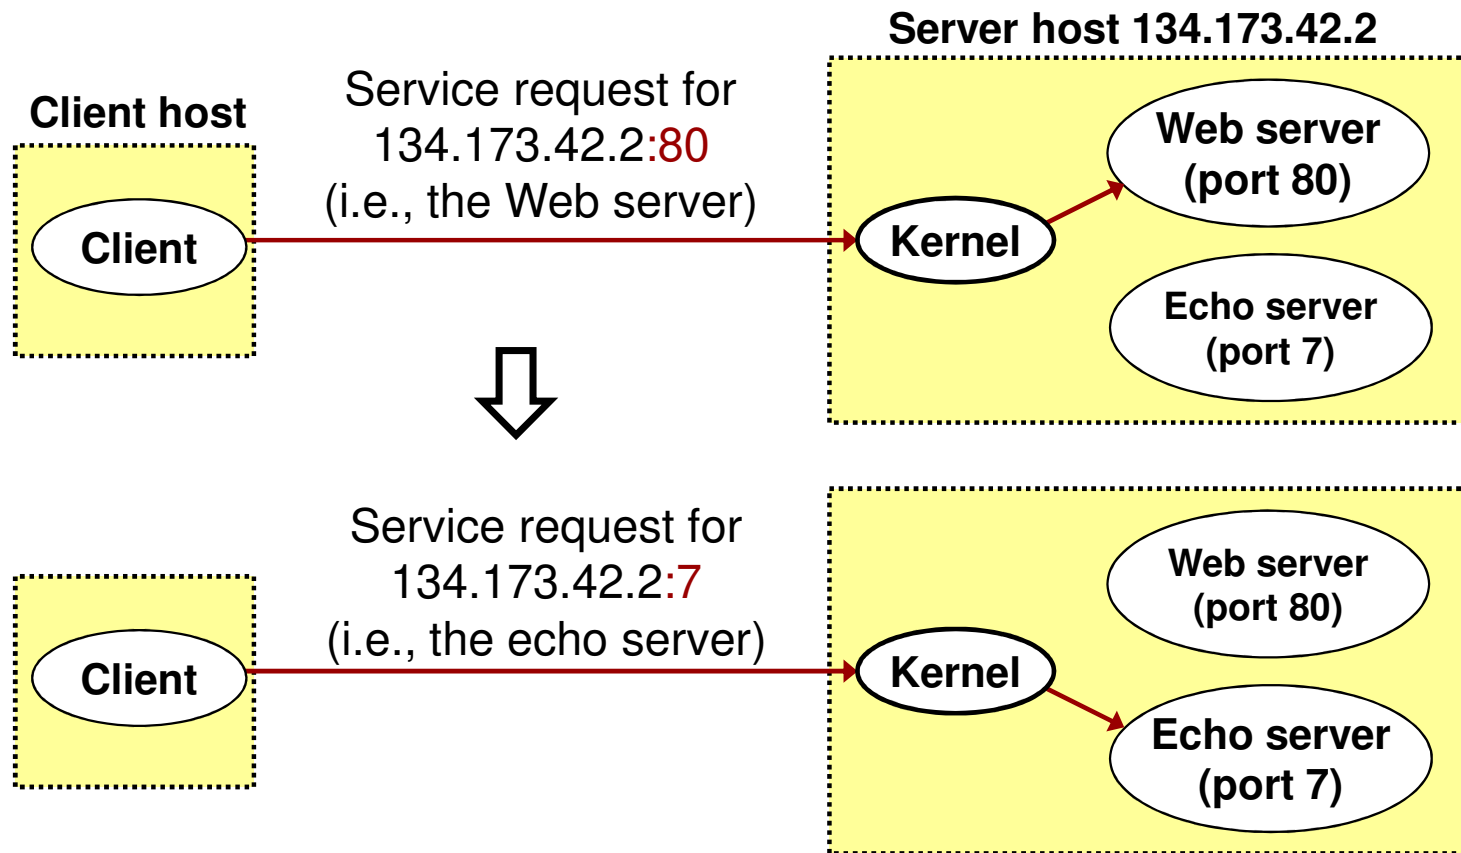 Server host 134.173.42.2
Client host
Service request for
134.173.42.2:80
(i.e., the Web server)
Client
Kernel
Web server
(port 80)
Echo server
(port 7)
Service request for
134.173.42.2:7
(i.e., the echo server)
Client
Kernel
Web server
(port 80)
Echo server
(port 7)